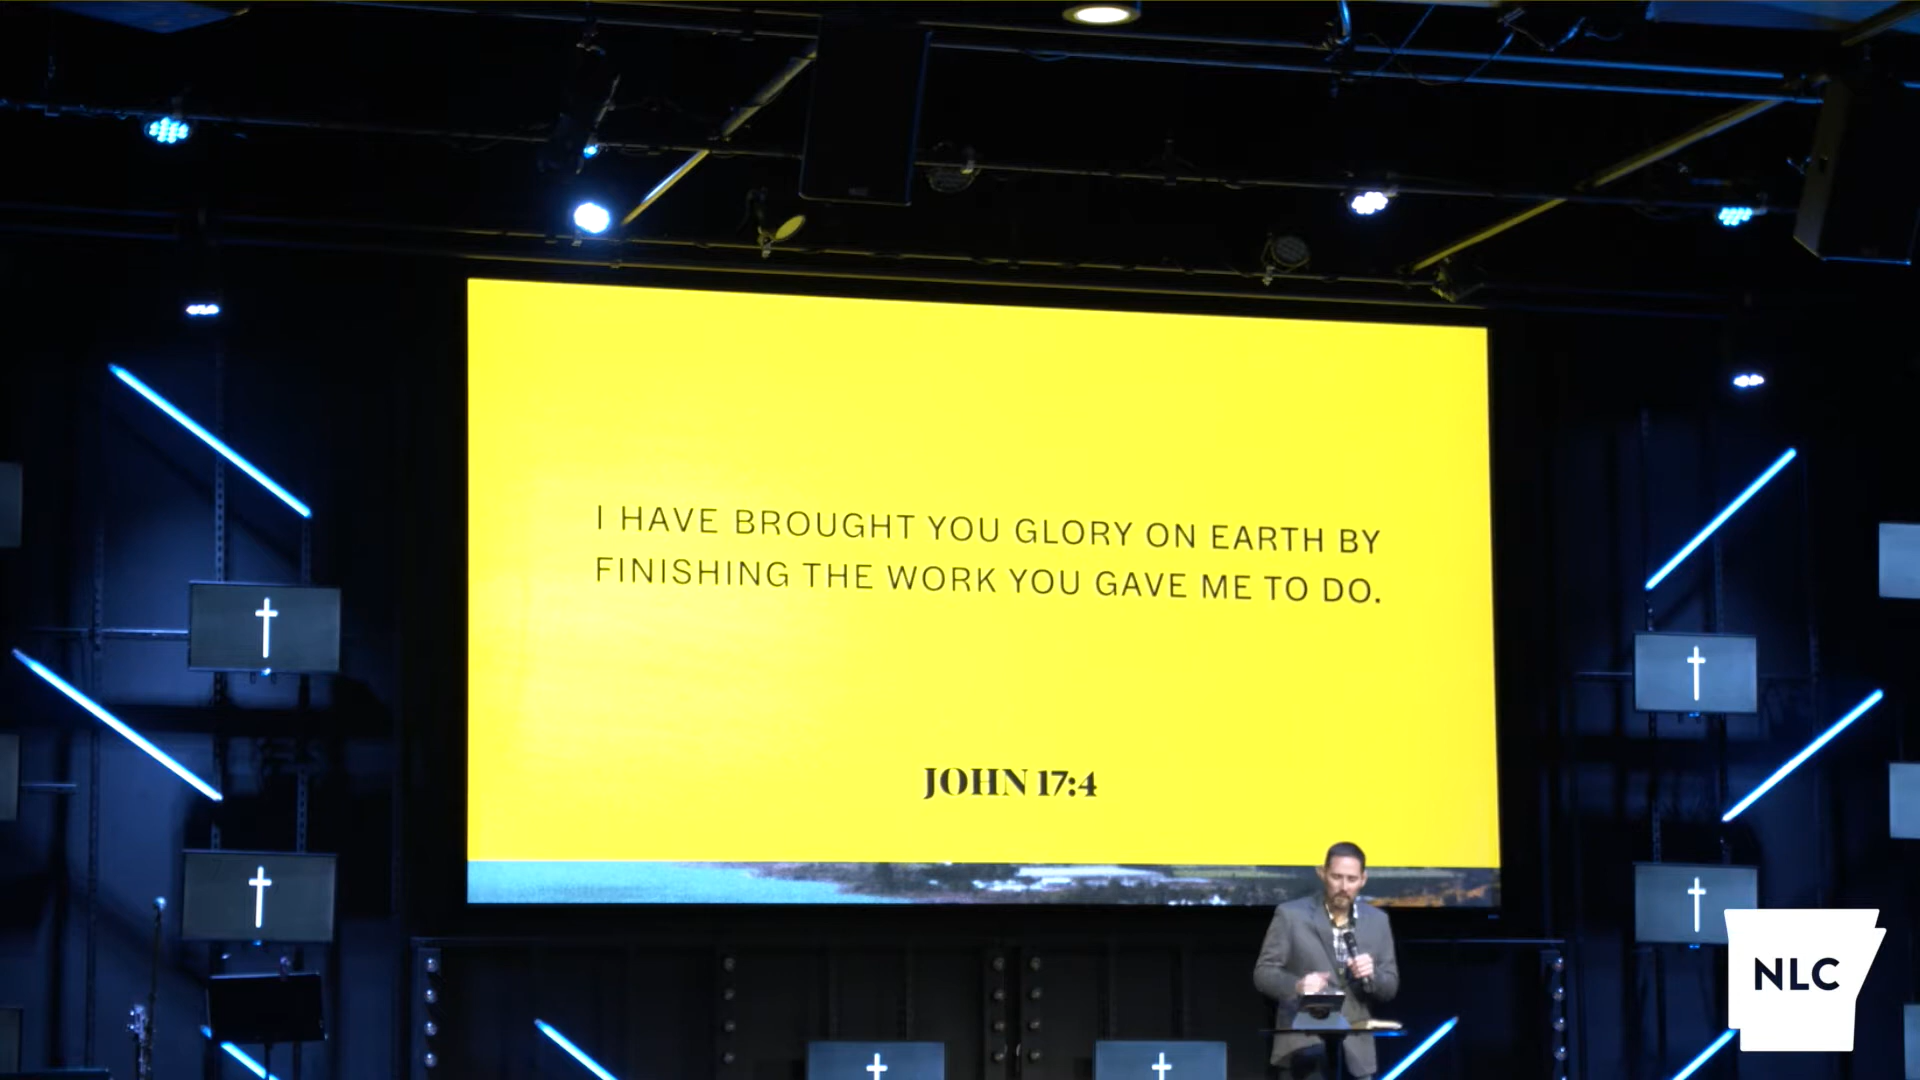 I HAVE BROUGHT YOU GLORY ON EARTH BY
FINISHING THE WORK YOU GAVE ME TO DO.
JOHN 17:4
NLC